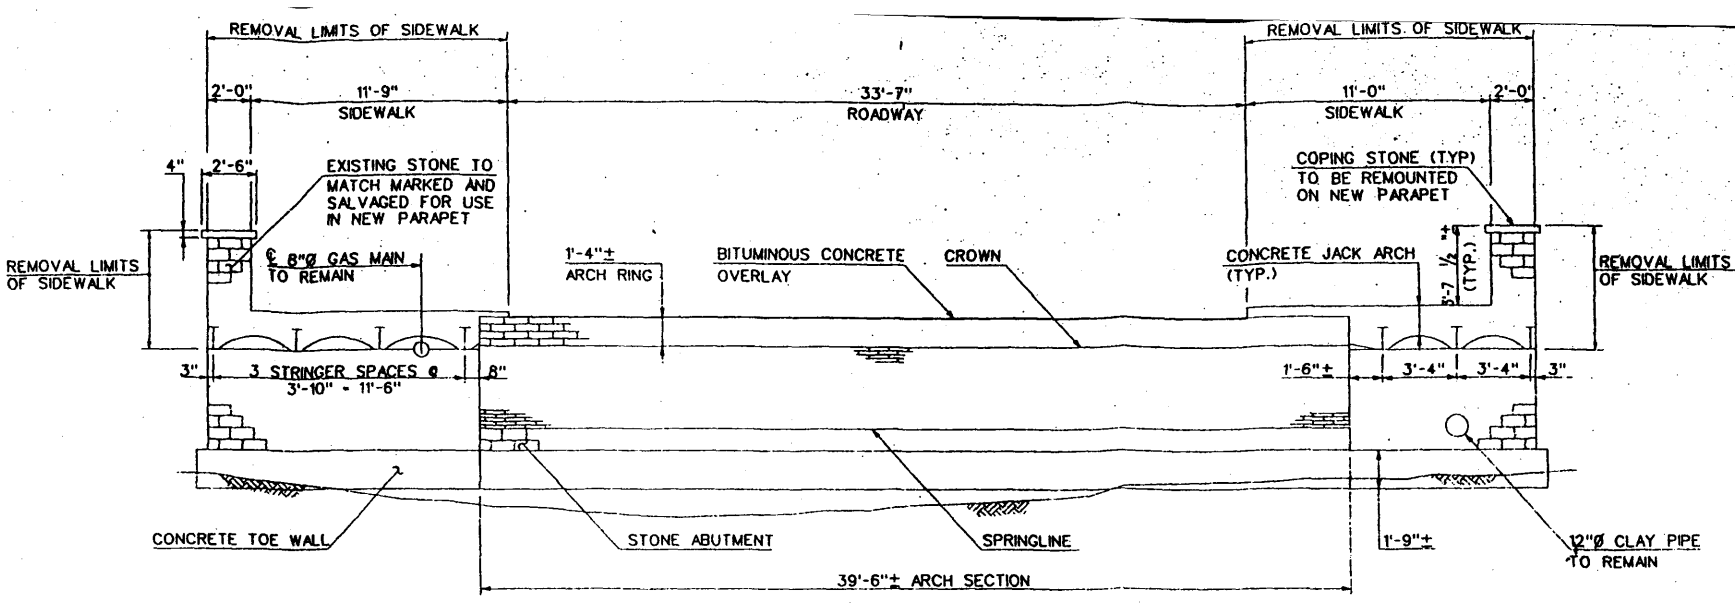 REMOVAL LIMITS OF SIDEWALK
REMOVAL LIMITS OF SIDEWALK
2'-0"
11'-9"
SIDEWALK
33'-7"
ROADWAY
11'-0"
SIDEWALK
2'-0"
4"
2'-6"
EXISTING STONE TO
MATCH MARKED AND
SALVAGED FOR USE
IN NEW PARAPET
COPING STONE (TYP)
TO BE REMOUNTED
ON NEW PARAPET
REMOVAL LIMITS
OF SIDEWALK
℄ 8"Ø GAS MAIN
TO REMAIN
1'-4"±
ARCH RING
BITUMINOUS CONCRETE
OVERLAY
CROWN
CONCRETE JACK ARCH
(TYP.)
(TYP.)
REMOVAL LIMITS
OF SIDEWALK
3"
3 STRINGER SPACES @
3'-10" - 11'-6"
8"
1'-6"±
3'-4"
3'-4"
3"
CONCRETE TOE WALL
STONE ABUTMENT
SPRINGLINE
1'-9"±
12"Ø CLAY PIPE
TO REMAIN
39'-6"± ARCH SECTION